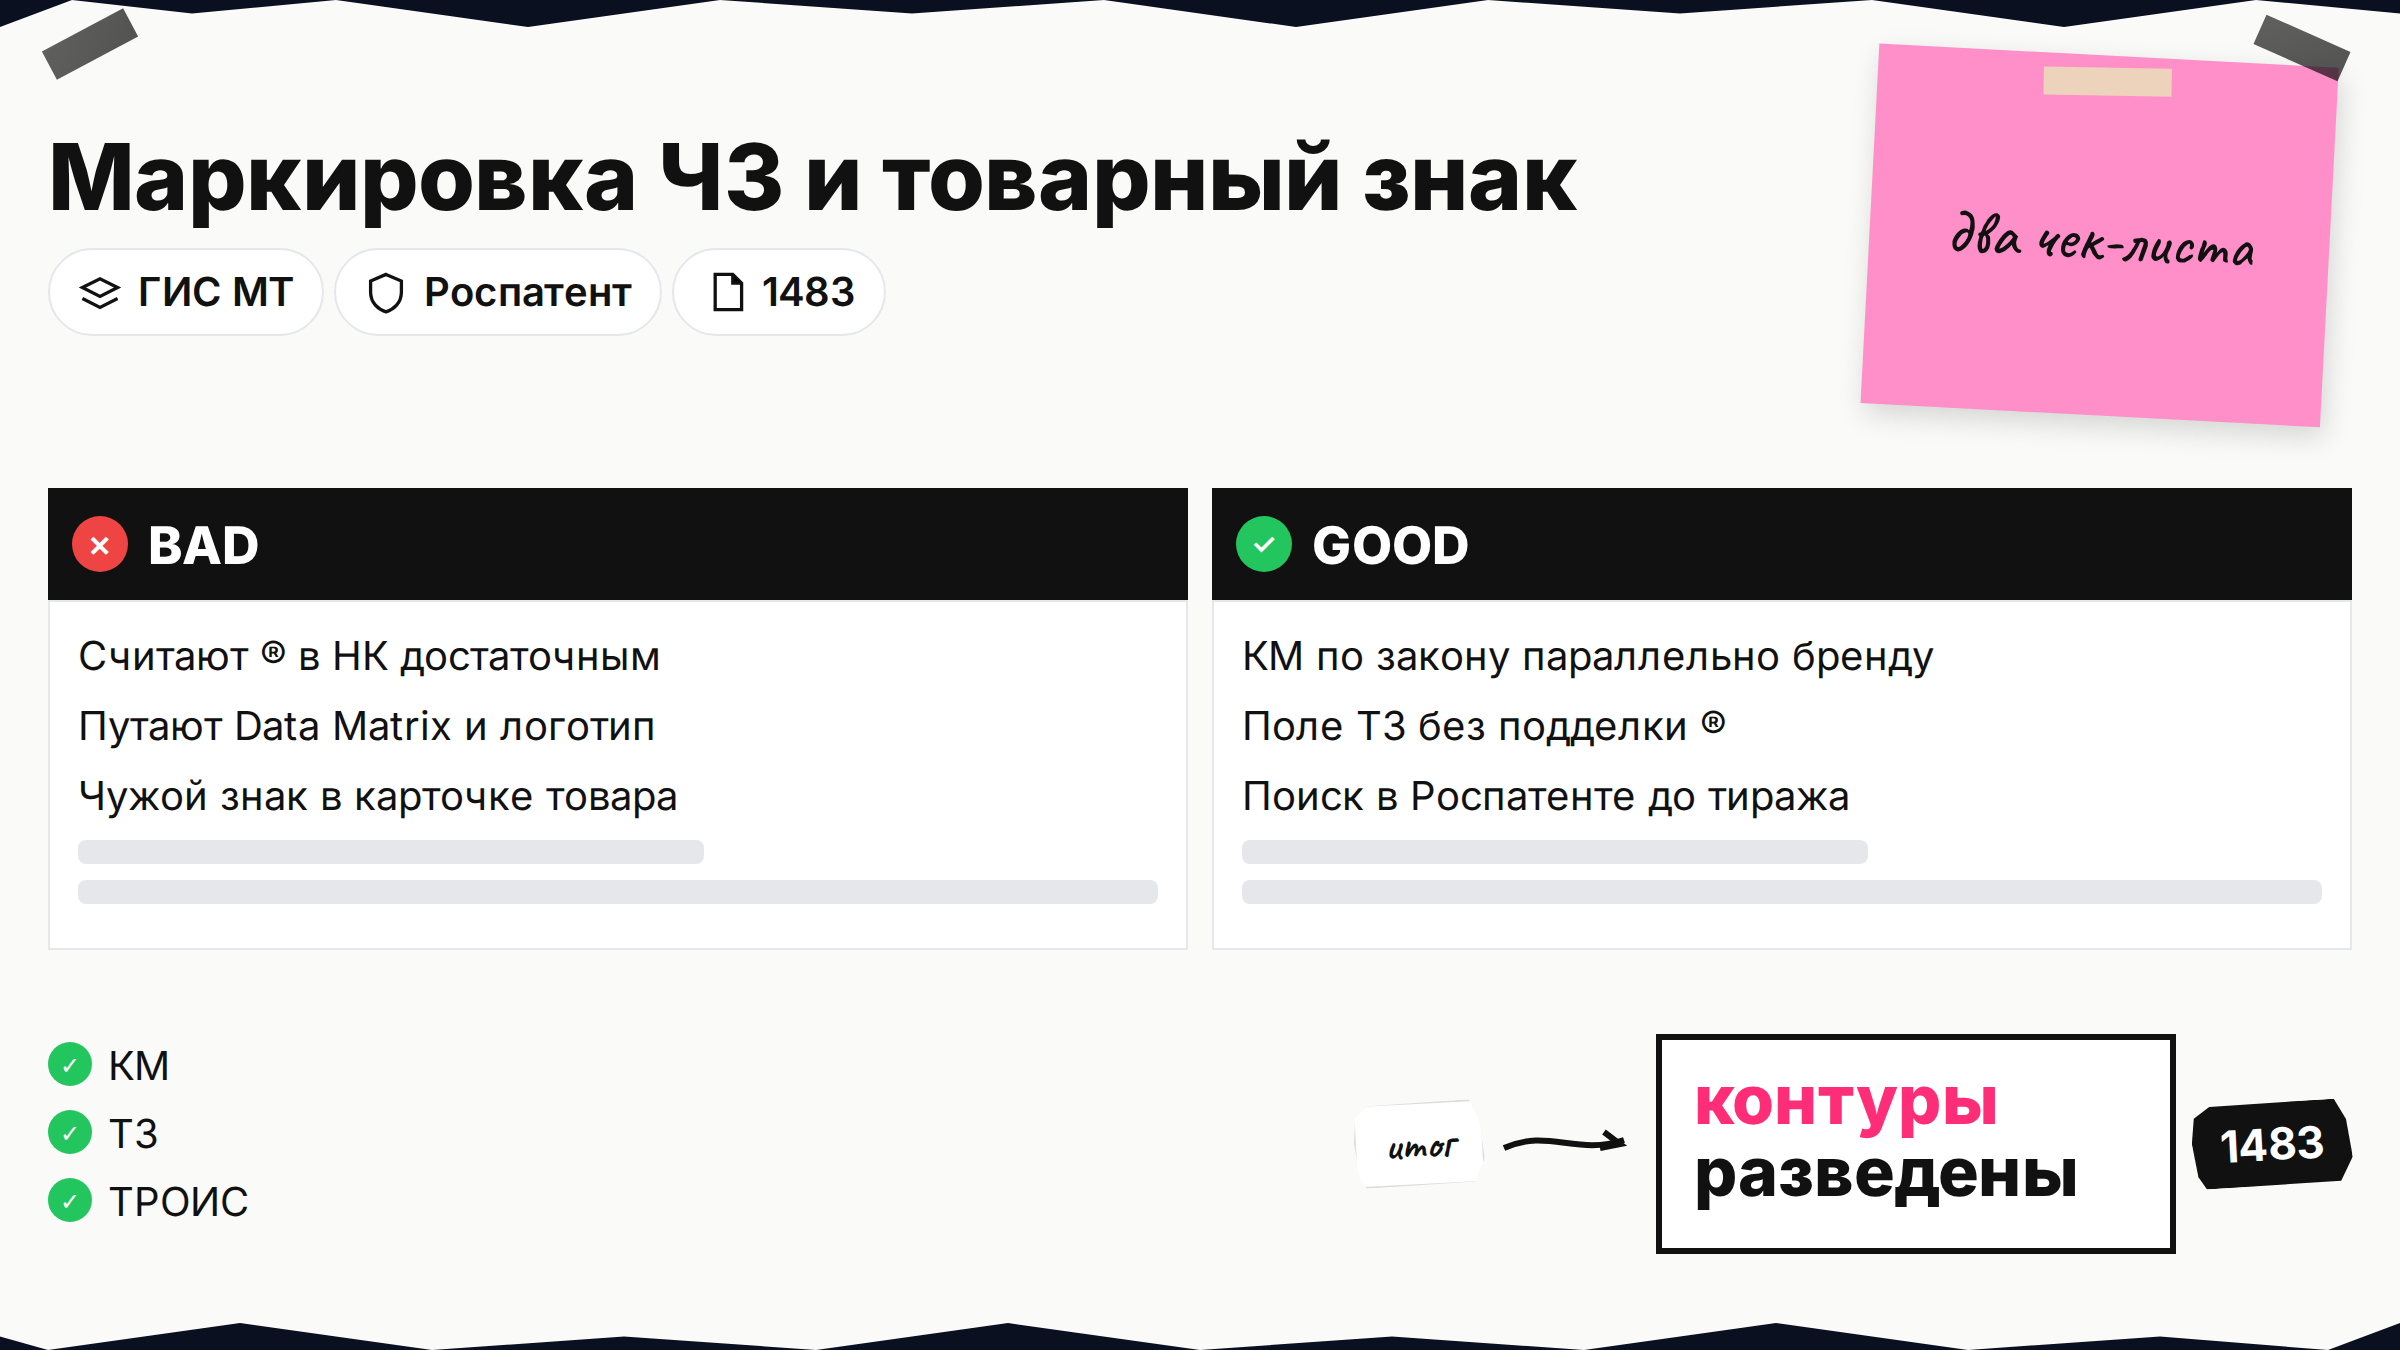 Маркировка ЧЗ и товарный знак
два чек-листа
ГИС МТ
Роспатент
1483
BAD
Считают ® в НК достаточным
Путают Data Matrix и логотип
Чужой знак в карточке товара
GOOD
КМ по закону параллельно бренду
Поле ТЗ без подделки ®
Поиск в Роспатенте до тиража
КМ
ТЗ
ТРОИС
итог
контуры
разведены
1483